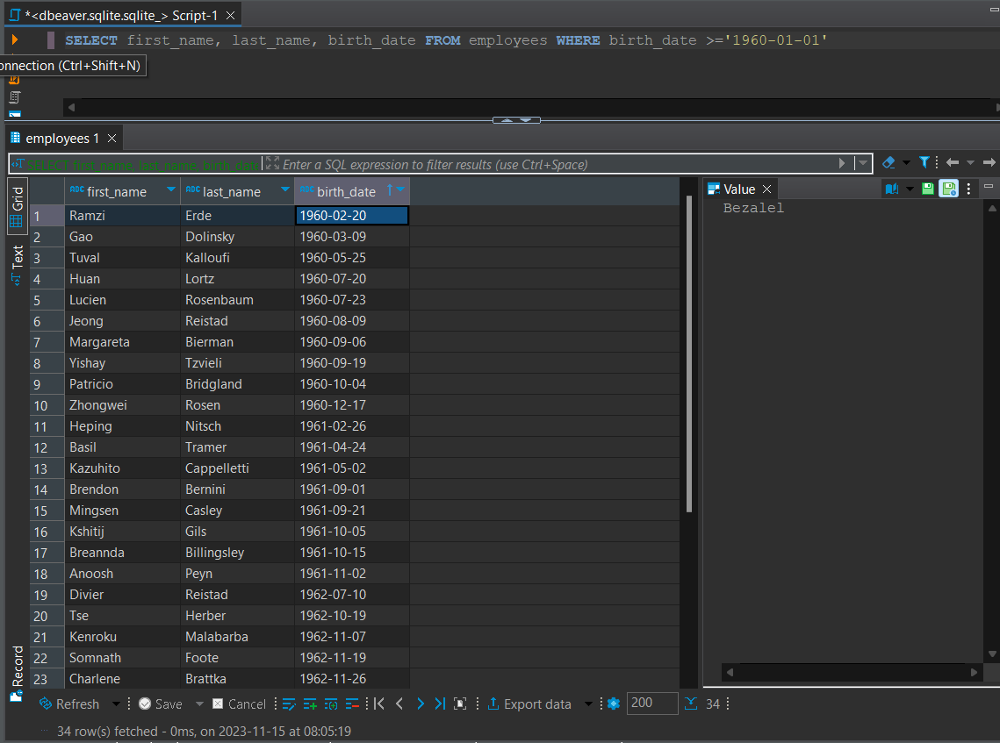 *<dbeaver.sqlite.sqlite_> Script-1
SELECT first_name, last_name, birth_date FROM employees WHERE birth_date >='1960-01-01'
onnection (Ctrl+Shift+N)
employees 1
SELECT first_name, last_name, birth_date Enter a SQL expression to filter results (use Ctrl+Space)
Grid
Text
Record
ABC first_name ABC last_name ABC birth_date
1 Ramzi Erde 1960-02-20
2 Gao Dolinsky 1960-03-09
3 Tuval Kalloufi 1960-05-25
4 Huan Lortz 1960-07-20
5 Lucien Rosenbaum 1960-07-23
6 Jeong Reistad 1960-08-09
7 Margareta Bierman 1960-09-06
8 Yishay Tzvieli 1960-09-19
9 Patricio Bridgland 1960-10-04
10 Zhongwei Rosen 1960-12-17
11 Heping Nitsch 1961-02-26
12 Basil Tramer 1961-04-24
13 Kazuhito Cappelletti 1961-05-02
14 Brendon Bernini 1961-09-01
15 Mingsen Casley 1961-09-21
16 Kshitij Gils 1961-10-05
17 Breannda Billingsley 1961-10-15
18 Anoosh Peyn 1961-11-02
19 Divier Reistad 1962-07-10
20 Tse Herber 1962-10-19
21 Kenroku Malabarba 1962-11-07
22 Somnath Foote 1962-11-19
23 Charlene Brattka 1962-11-26
Value
Bezalel
Refresh Save Cancel Export data 200 34
34 row(s) fetched - 0ms, on 2023-11-15 at 08:05:19